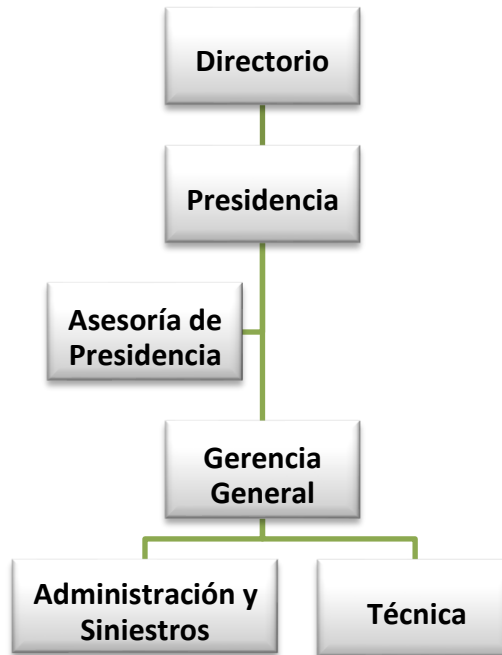 Directorio
Presidencia
Asesoría de
Presidencia
Gerencia
General
Administración y
Siniestros
Técnica